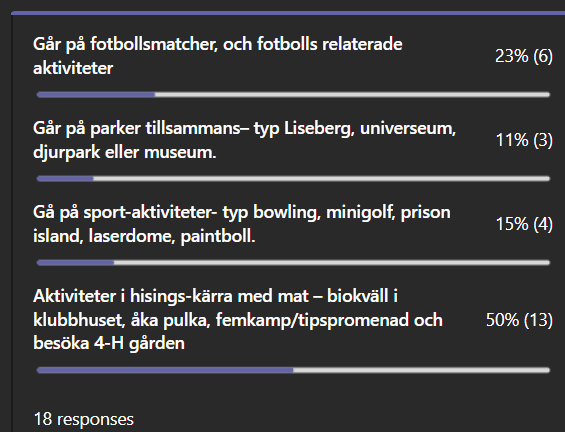 Går på fotbollsmatcher, och fotbolls relaterade
aktiviteter
23% (6)
Går på parker tillsammans– typ Liseberg, universeum,
djurpark eller museum.
11% (3)
Gå på sport-aktiviteter- typ bowling, minigolf, prison
island, laserdome, paintboll.
15% (4)
Aktiviteter i hisings-kärra med mat – biokväll i
klubbhuset, åka pulka, femkamp/tipspromenad och
besöka 4-H gården
50% (13)
18 responses